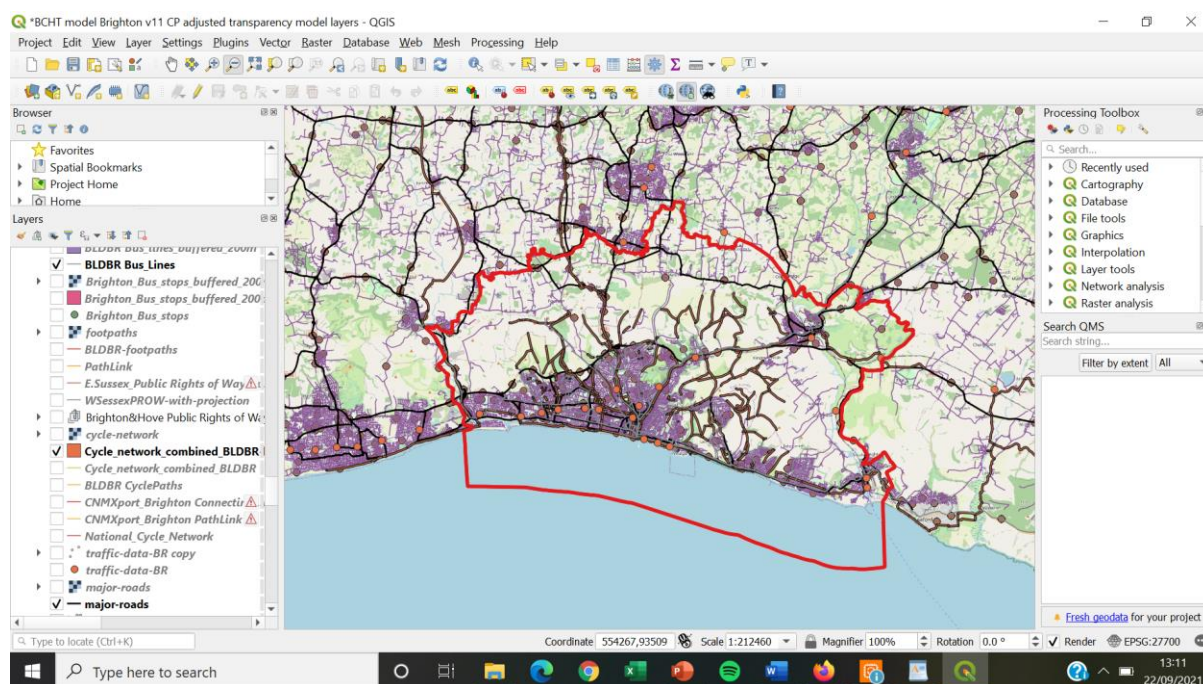 *BCHT model Brighton v11 CP adjusted transparency model layers - QGIS
Project Edit View Layer Settings Plugins Vector Raster Database Web Mesh Processing Help
Browser
Favorites
Spatial Bookmarks
Project Home
Home
Layers
BLDBR Bus_lines_buffered_200m
BLDBR Bus_Lines
Brighton_Bus_stops_buffered_200
Brighton_Bus_stops_buffered_200
Brighton_Bus_stops
footpaths
BLDBR-footpaths
PathLink
E.Sussex_Public Rights of Way
WSessexPROW-with-projection
Brighton&Hove Public Rights of Wa
cycle-network
Cycle_network_combined_BLDBR
Cycle_network_combined_BLDBR
BLDBR CyclePaths
CNMXport_Brighton Connectin
CNMXport_Brighton PathLink
National_Cycle_Network
traffic-data-BR copy
traffic-data-BR
major-roads
major-roads
Processing Toolbox
Search...
Recently used
Cartography
Database
File tools
Graphics
Interpolation
Layer tools
Network analysis
Raster analysis
Search QMS
Search string...
Filter by extent All
Fresh geodata for your project
Type to locate (Ctrl+K)
Coordinate 554267,93509 Scale 1:212460 Magnifier 100% Rotation 0.0 ° Render EPSG:27700
Type here to search
13:11
22/09/2021